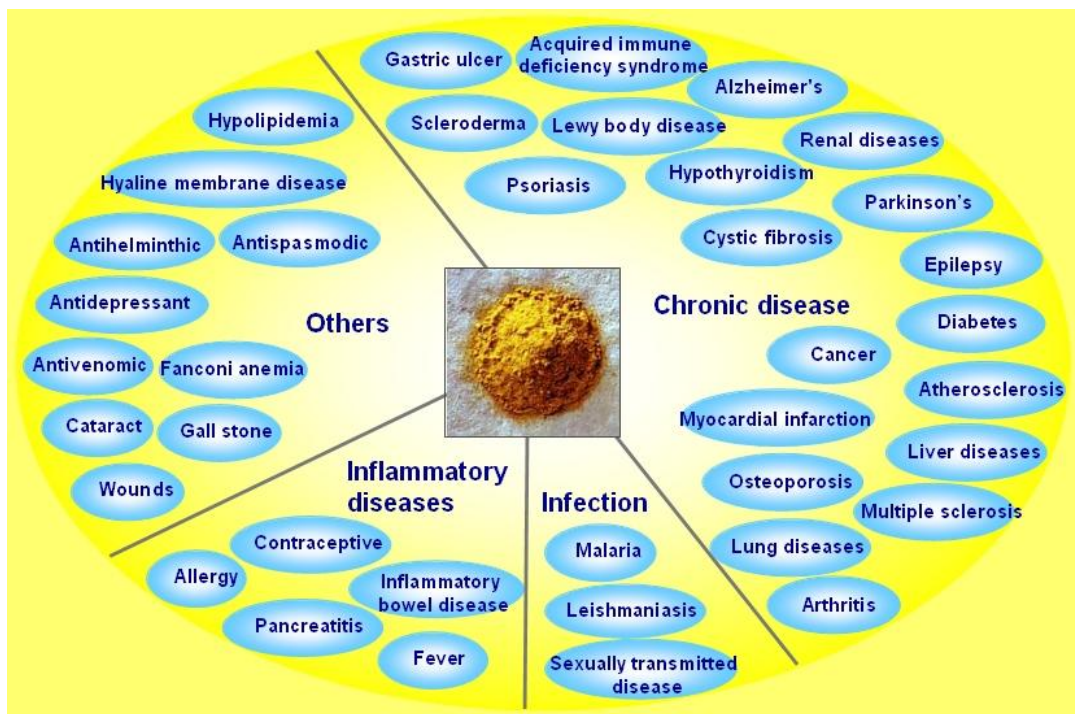 Gastric ulcer
Acquired immune
deficiency syndrome
Alzheimer's
Scleroderma
Lewy body disease
Renal diseases
Psoriasis
Hypothyroidism
Parkinson's
Cystic fibrosis
Epilepsy
Chronic disease
Diabetes
Cancer
Atherosclerosis
Myocardial infarction
Liver diseases
Osteoporosis
Multiple sclerosis
Lung diseases
Arthritis
Infection
Malaria
Leishmaniasis
Sexually transmitted
disease
Inflammatory
diseases
Contraceptive
Allergy
Inflammatory
bowel disease
Pancreatitis
Fever
Others
Hypolipidemia
Hyaline membrane disease
Antihelminthic
Antispasmodic
Antidepressant
Antivenomic
Fanconi anemia
Cataract
Gall stone
Wounds